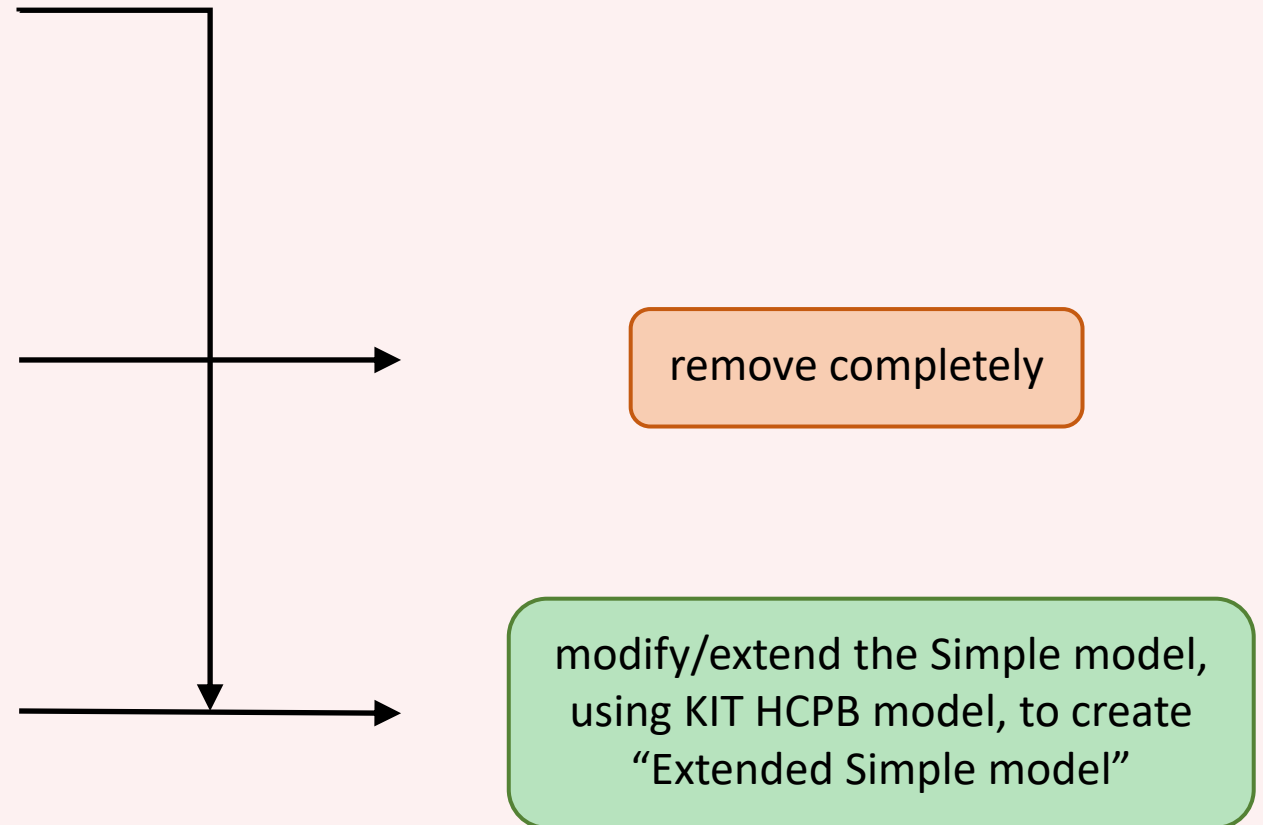 remove completely
modify/extend the Simple model,
using KIT HCPB model, to create
“Extended Simple model”